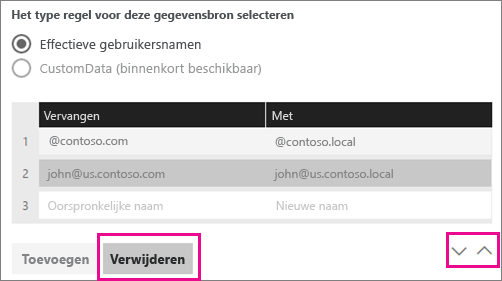 Het type regel voor deze gegevensbron selecteren
Effectieve gebruikersnamen
CustomData (binnenkort beschikbaar)
Vervangen Met
1 @contoso.com @contoso.local
2 john@us.contoso.com john@us.contoso.local
3 Oorspronkelijke naam Nieuwe naam
Toevoegen Verwijderen